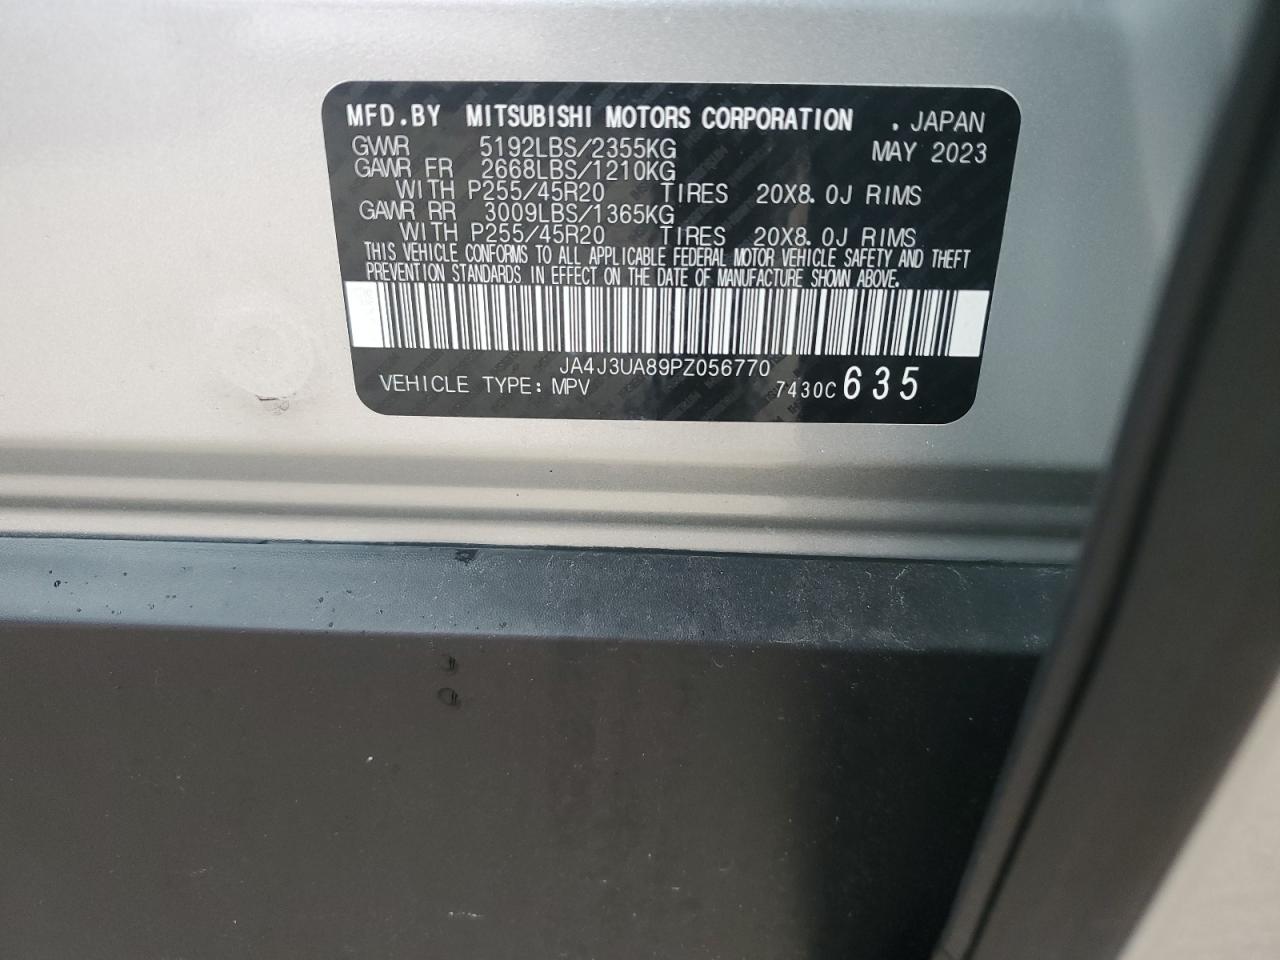 MFD.BY MITSUBISHI MOTORS CORPORATION .JAPAN
GVWR 5192LBS/2355KG MAY 2023
GAWR FR 2668LBS/1210KG
WITH P255/45R20 TIRES 20X8.0J RIMS
GAWR RR 3009LBS/1365KG
WITH P255/45R20 TIRES 20X8.0J RIMS
THIS VEHICLE CONFORMS TO ALL APPLICABLE FEDERAL MOTOR VEHICLE SAFETY AND THEFT
PREVENTION STANDARDS IN EFFECT ON THE DATE OF MANUFACTURE SHOWN ABOVE.
JA4J3UA89PZ056770
VEHICLE TYPE: MPV 7430C 635